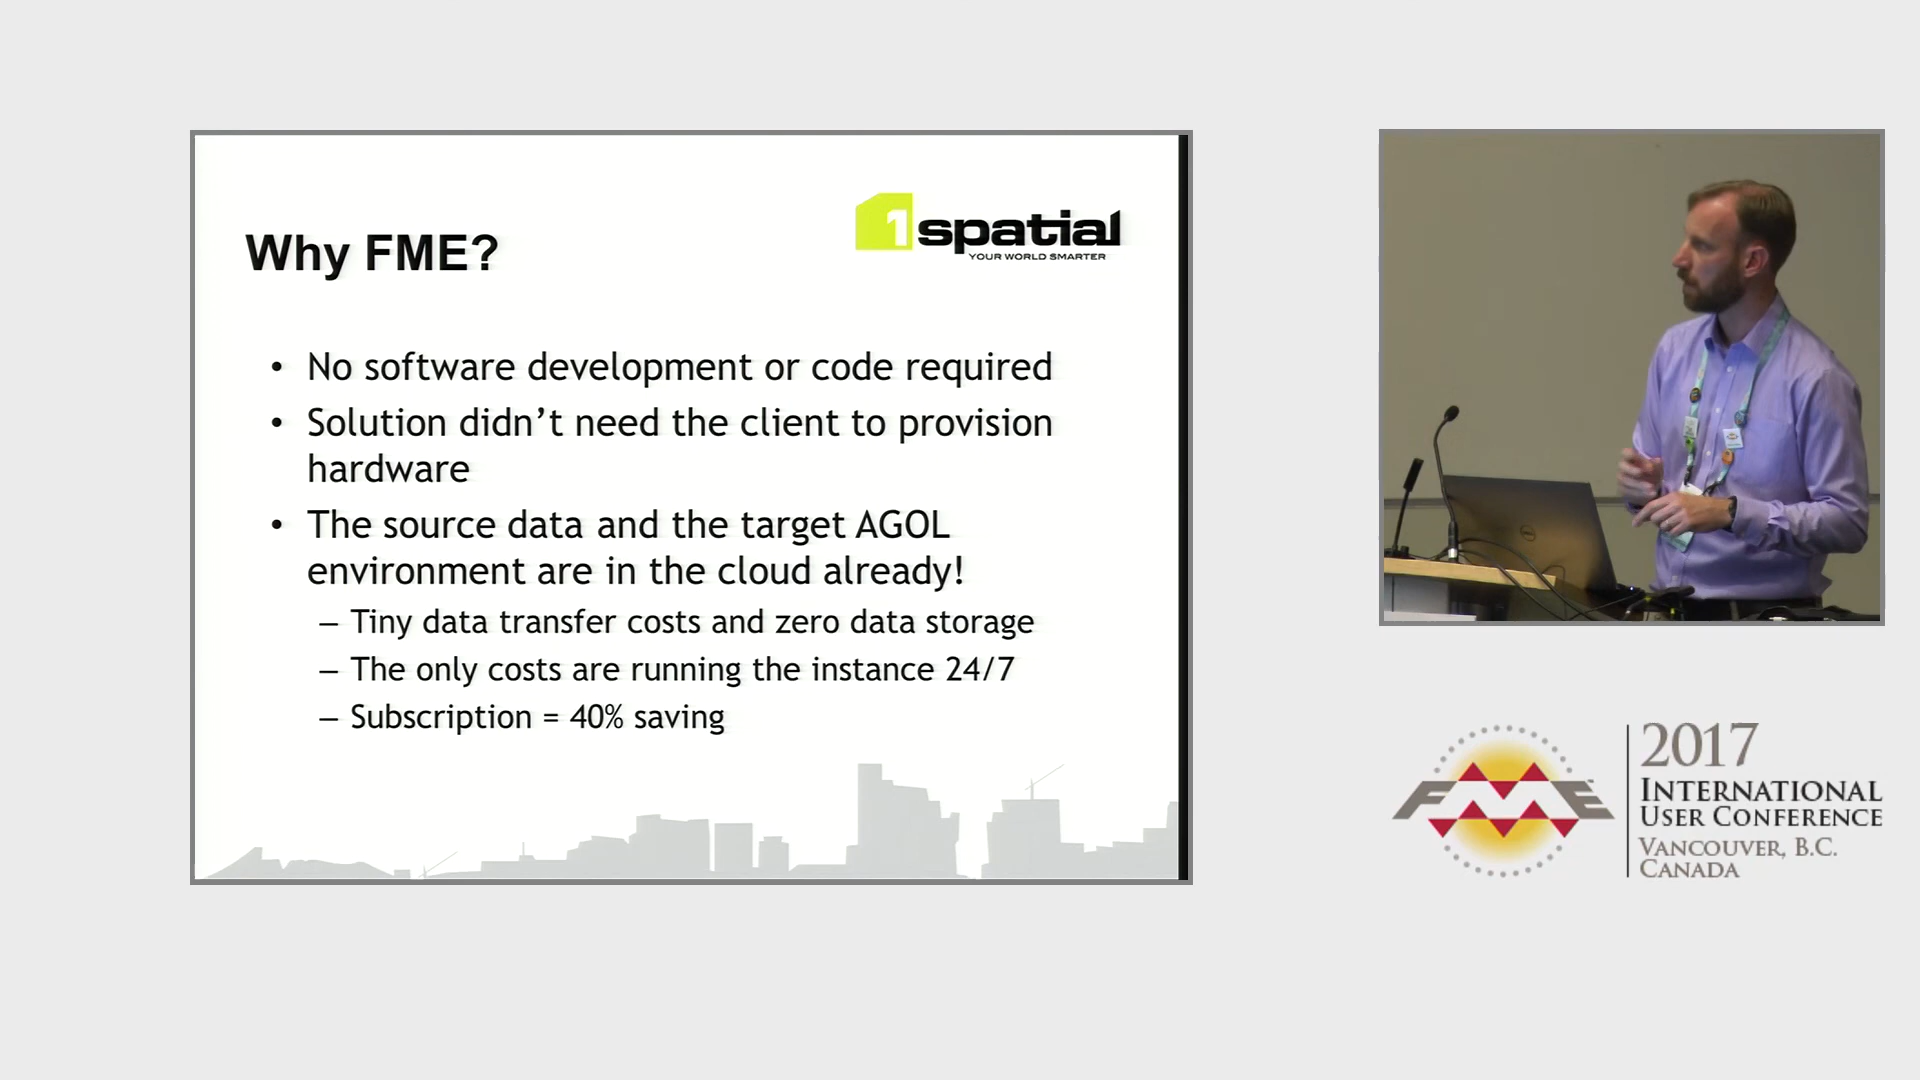 Why FME?
1spatial
YOUR WORLD SMARTER
• No software development or code required
• Solution didn’t need the client to provision
hardware
• The source data and the target AGOL
environment are in the cloud already!
– Tiny data transfer costs and zero data storage
– The only costs are running the instance 24/7
– Subscription = 40% saving
FME
2017
INTERNATIONAL
USER CONFERENCE
VANCOUVER, B.C.
CANADA